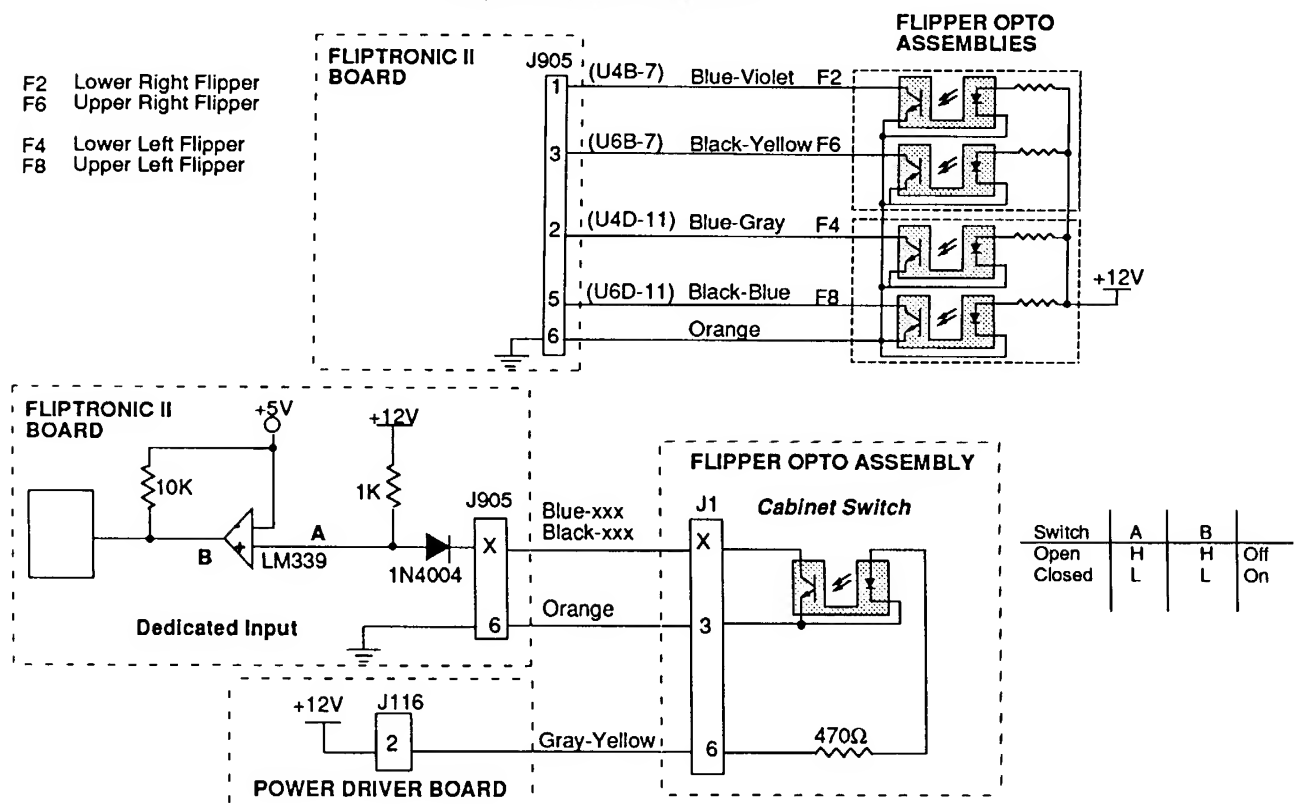 FLIPPER OPTO
ASSEMBLIES
FLIPTRONIC II
BOARD
J905
F2 Lower Right Flipper
F6 Upper Right Flipper
F4 Lower Left Flipper
F8 Upper Left Flipper
1 (U4B-7) Blue-Violet F2
3 (U6B-7) Black-Yellow F6
2 (U4D-11) Blue-Gray F4
5 (U6D-11) Black-Blue F8
6 Orange
+12V
FLIPTRONIC II
BOARD
+5V
+12V
10K
1K
J905
B
A
LM339
1N4004
X
6
Dedicated Input
Blue-xxx
Black-xxx
Orange
FLIPPER OPTO ASSEMBLY
J1
Cabinet Switch
X
3
6
470Ω
+12V
J116
2
Gray-Yellow
POWER DRIVER BOARD
Switch A B
Open H H Off
Closed L L On